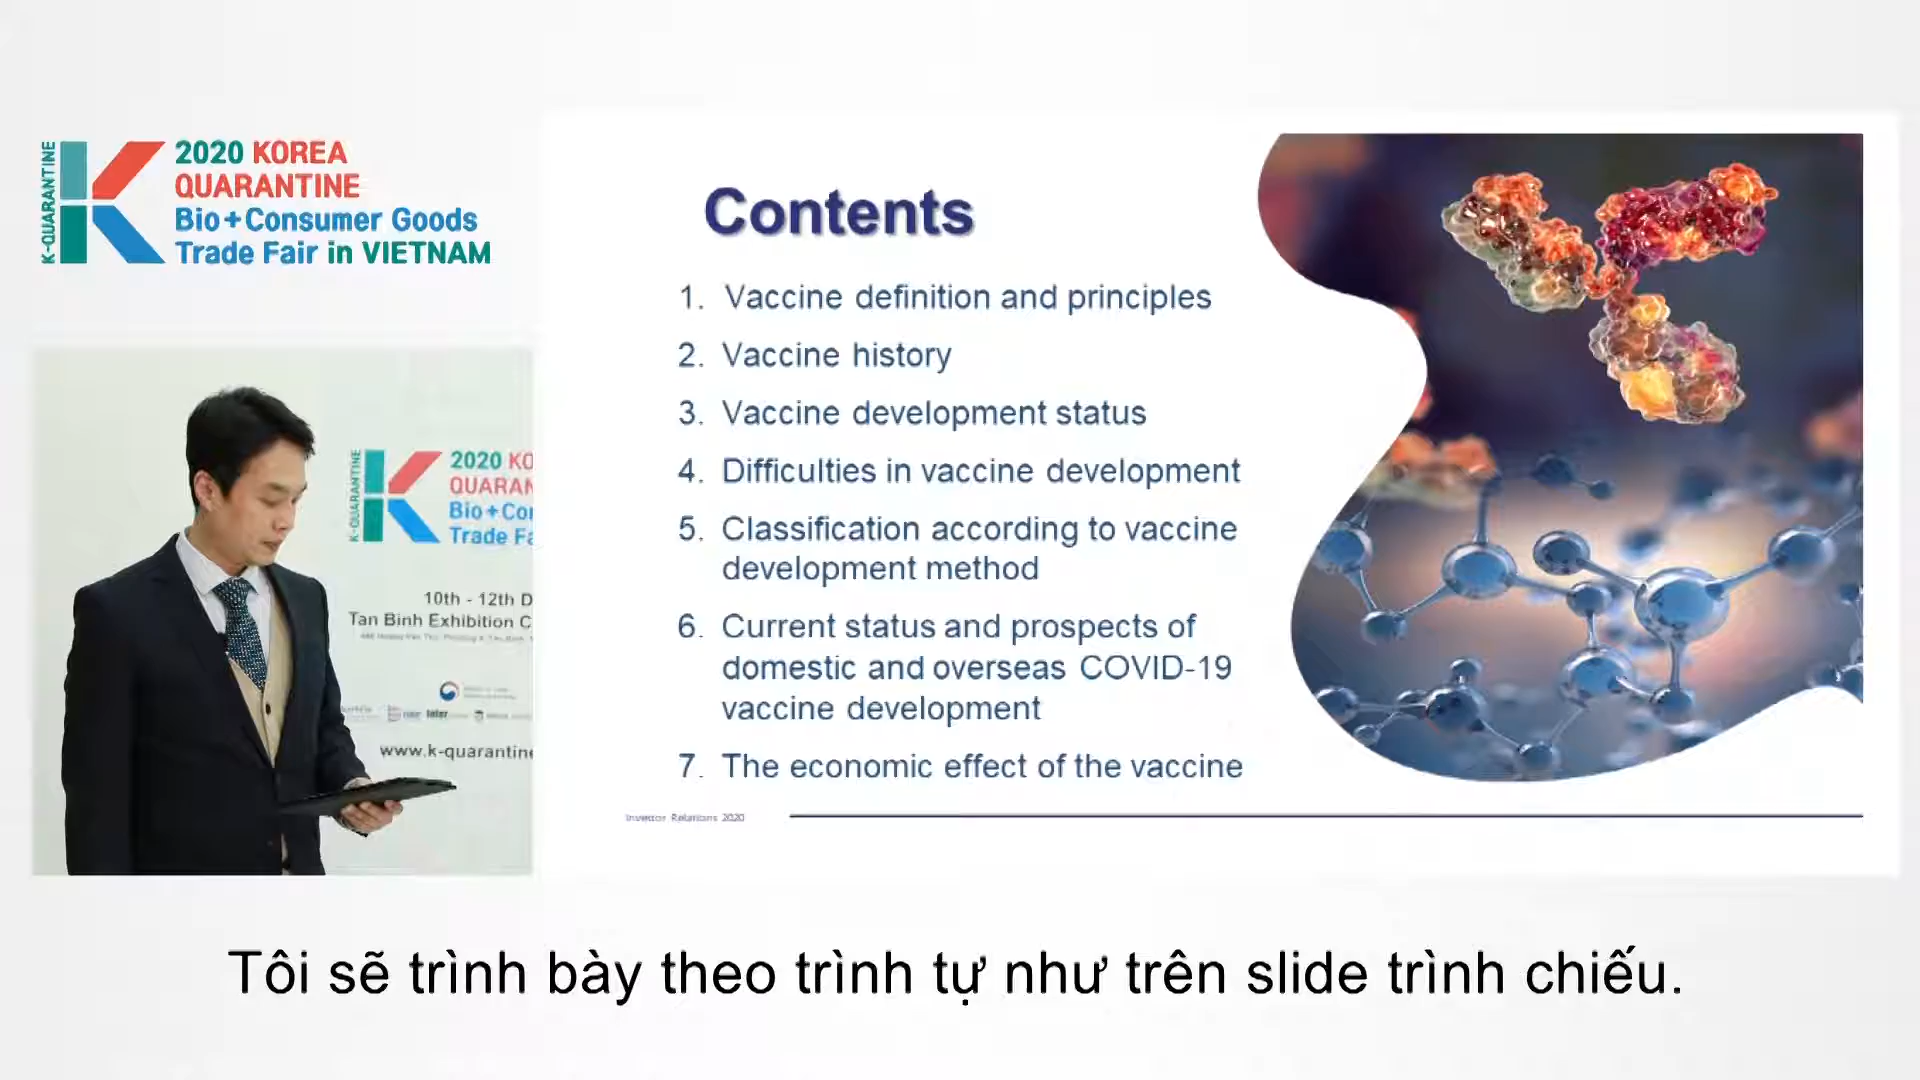 K-QUARANTINE
2020 KOREA
QUARANTINE
Bio+Consumer Goods
Trade Fair in VIETNAM
Contents
1. Vaccine definition and principles
2. Vaccine history
3. Vaccine development status
4. Difficulties in vaccine development
5. Classification according to vaccine
development method
6. Current status and prospects of
domestic and overseas COVID-19
vaccine development
7. The economic effect of the vaccine
Investor Relations 2020
K-QUARANTINE
2020 KO
QUARAN
Bio+Co
Trade Fa
10th - 12th D
Tan Binh Exhibition C
www.k-quarantine
Tôi sẽ trình bày theo trình tự như trên slide trình chiếu.